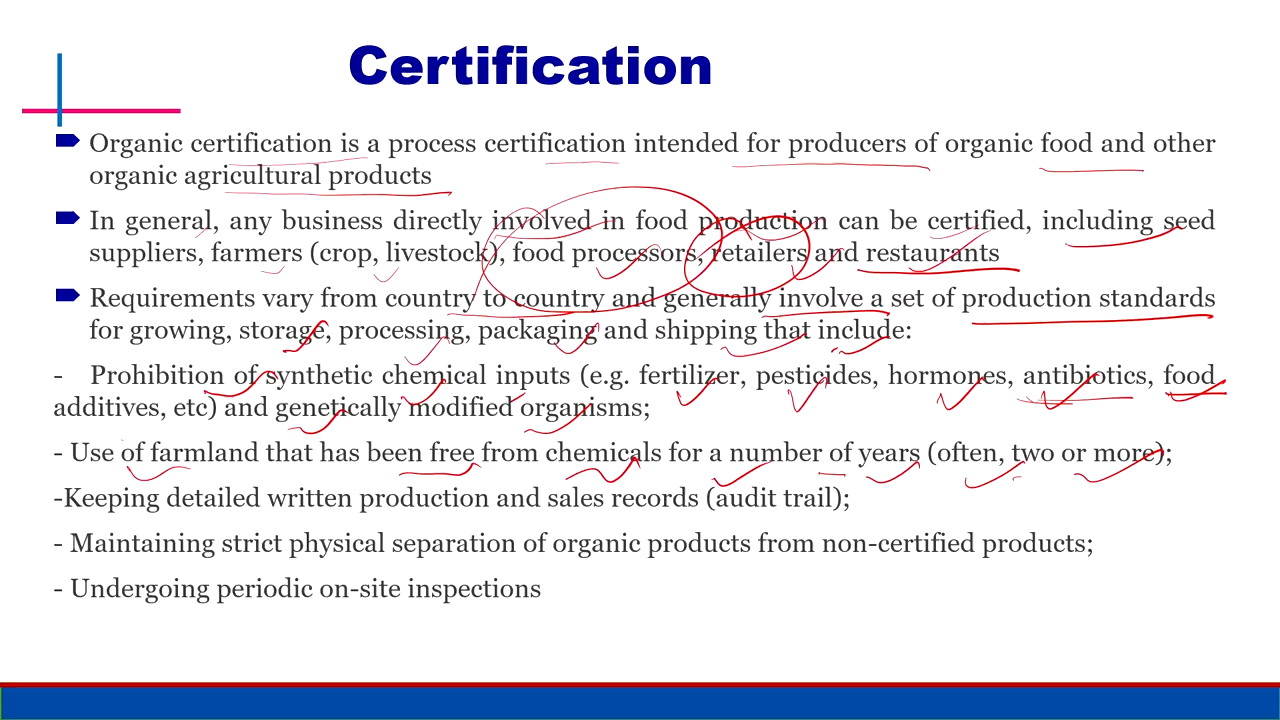 Certification
Organic certification is a process certification intended for producers of organic food and other
organic agricultural products
In general, any business directly involved in food production can be certified, including seed
suppliers, farmers (crop, livestock), food processors, retailers and restaurants
Requirements vary from country to country and generally involve a set of production standards
for growing, storage, processing, packaging and shipping that include:
- Prohibition of synthetic chemical inputs (e.g. fertilizer, pesticides, hormones, antibiotics, food
additives, etc) and genetically modified organisms;
- Use of farmland that has been free from chemicals for a number of years (often, two or more);
-Keeping detailed written production and sales records (audit trail);
- Maintaining strict physical separation of organic products from non-certified products;
- Undergoing periodic on-site inspections